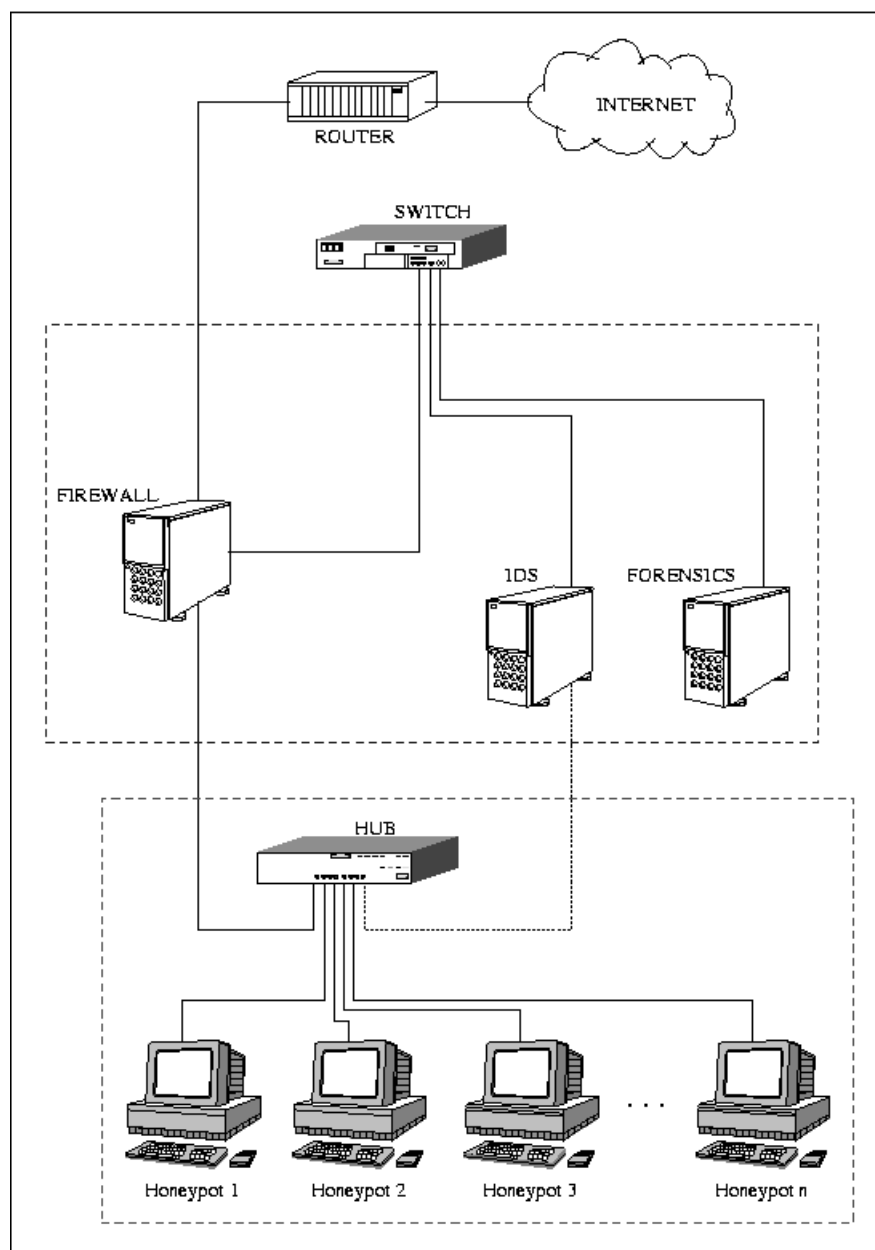 INTERNET
ROUTER
SWITCH
FIREWALL
IDS
FORENSICS
HUB
. . .
Honeypot 1
Honeypot 2
Honeypot 3
Honeypot n